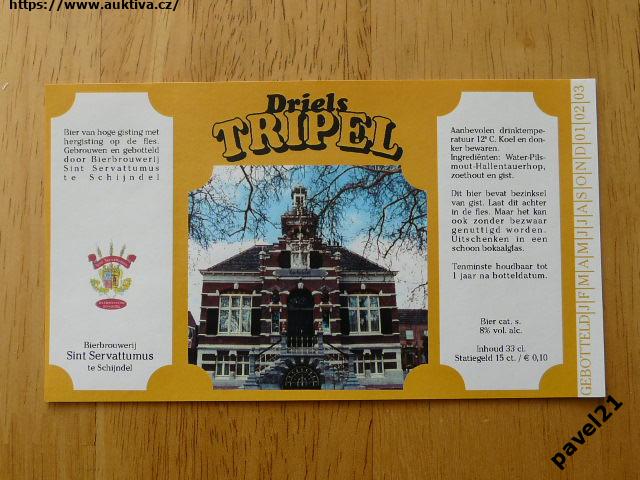 https://www.auktiva.cz/
Bier van hoge gisting met
hergisting op de fles.
Gebrouwen en gebotteld
door Bierbrouwerij
Sint Servattumus
te Schijndel
Bierbrouwerij
Sint Servattumus
te Schijndel
Driels
TRIPEL
Aanbevolen drinktempe-
ratuur 12° C. Koel en don-
ker bewaren.
Ingrediënten: Water-Pils-
mout-Hallentauerhop,
zoethout en gist.
Dit bier bevat bezinksel
van gist. Laat dit achter
in de fles. Maar het kan
ook zonder bezwaar
genuttigd worden.
Uitschenken in een
schoon bokaalglas.
Tenminste houdbaar tot
1 jaar na botteldatum.
Bier cat. s.
8% vol. alc.
Inhoud 33 cl.
Statiegeld 15 ct. / € 0,10
GEBOTTELD|J|F|M|A|M|J|J|A|S|O|N|D|01|02|03
pavel21